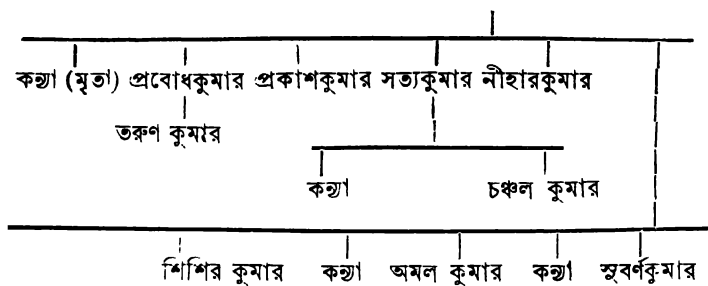 কন্যা (মৃতা) প্রবোধকুমার প্রকাশকুমার সত্যকুমার নীহারকুমার
তরুণ কুমার
কন্যা চঞ্চল কুমার
শিশির কুমার কন্যা অমল কুমার কন্যা সুবর্ণকুমার